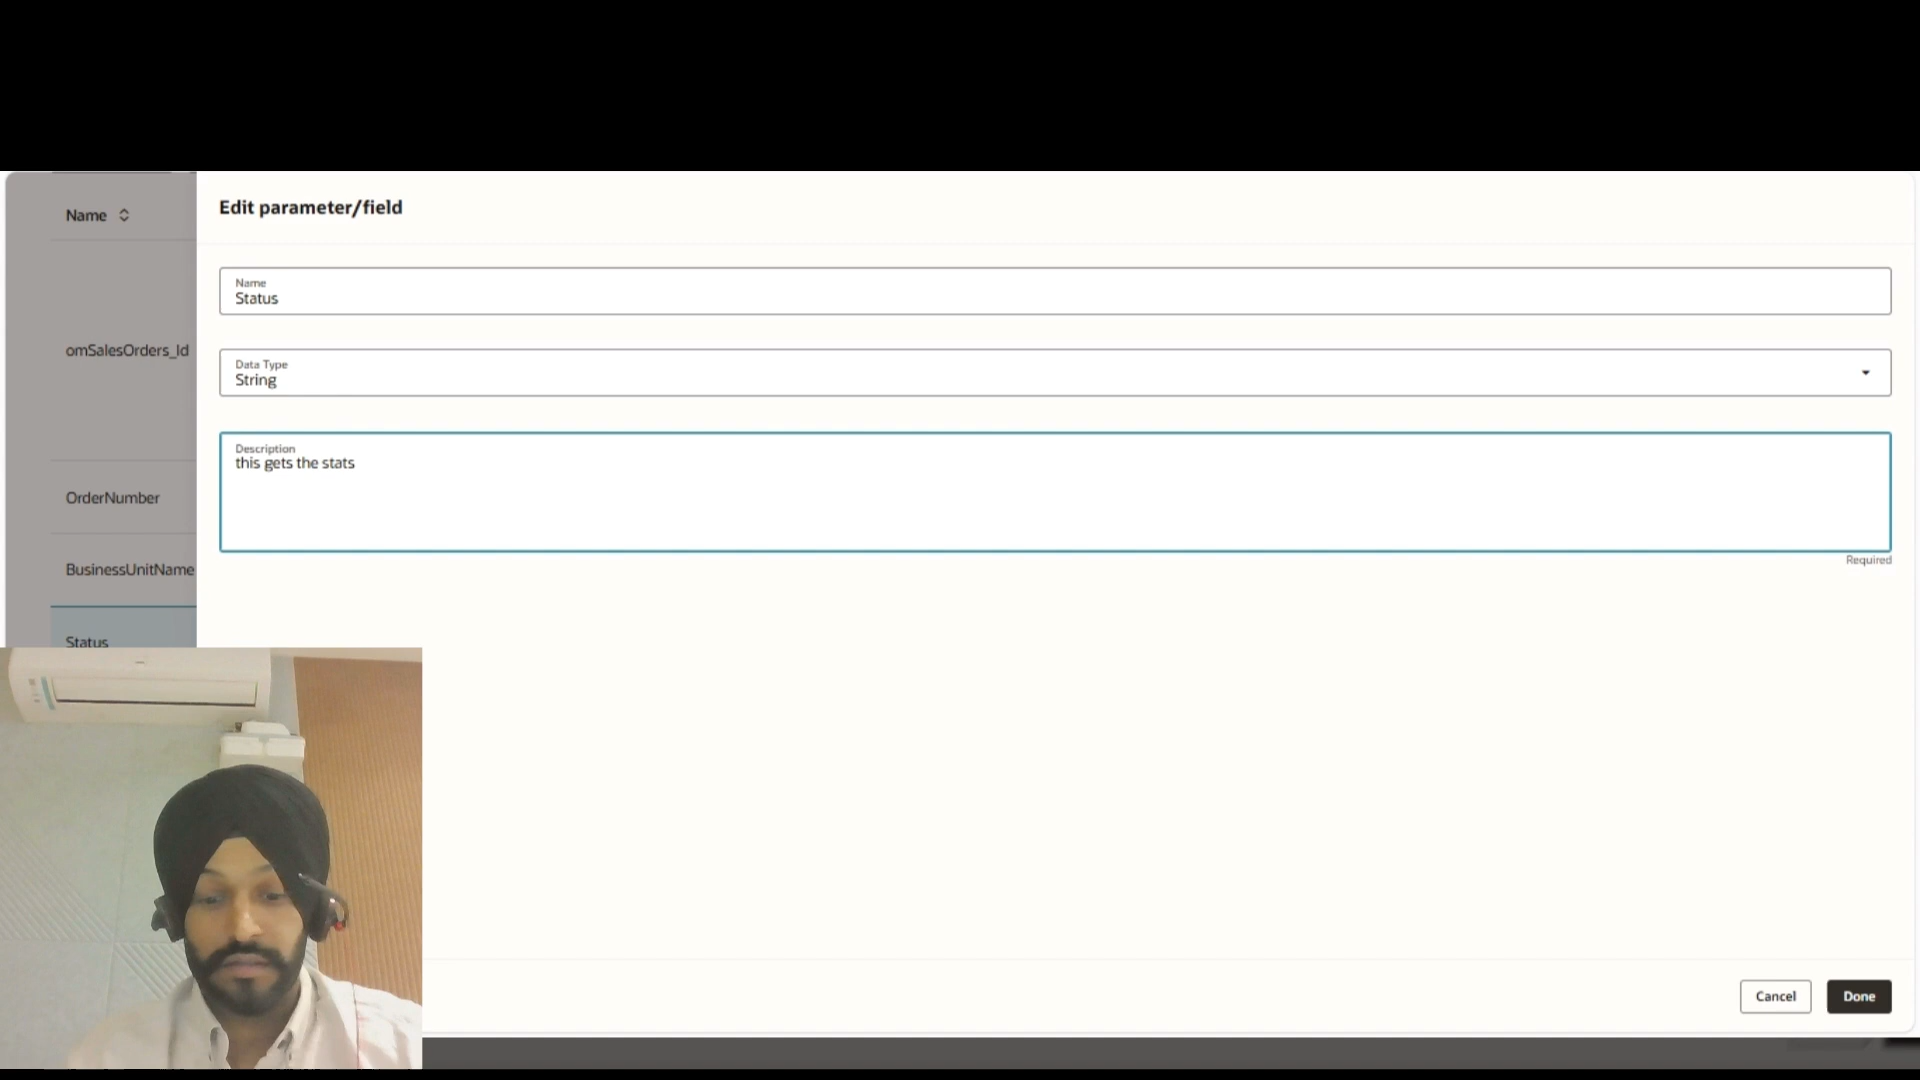 Name
omSalesOrders_Id
OrderNumber
BusinessUnitName
Status
Edit parameter/field
Name
Status
Data Type
String
Description
this gets the stats
Required
Cancel
Done